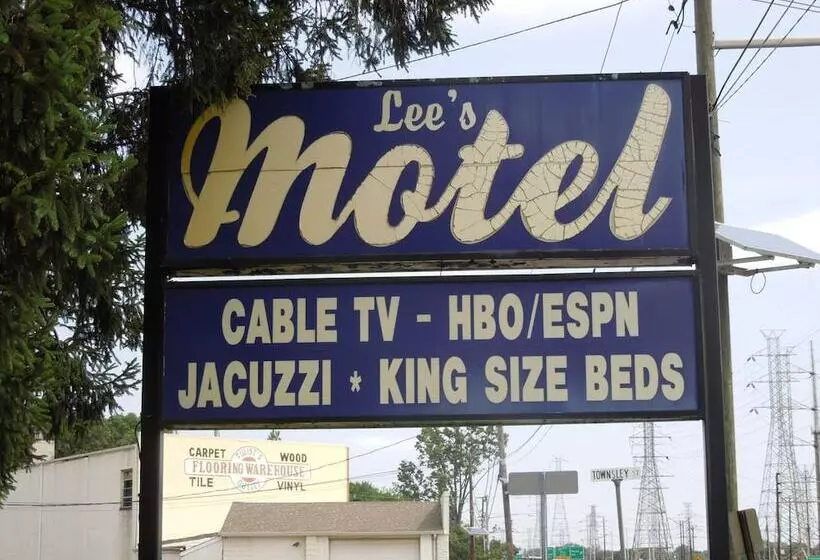 Lee's
Motel
CABLE TV - HBO/ESPN
JACUZZI * KING SIZE BEDS
CARPET WOOD
FLOORING WAREHOUSE
TILE VINYL
TOWNSLEY